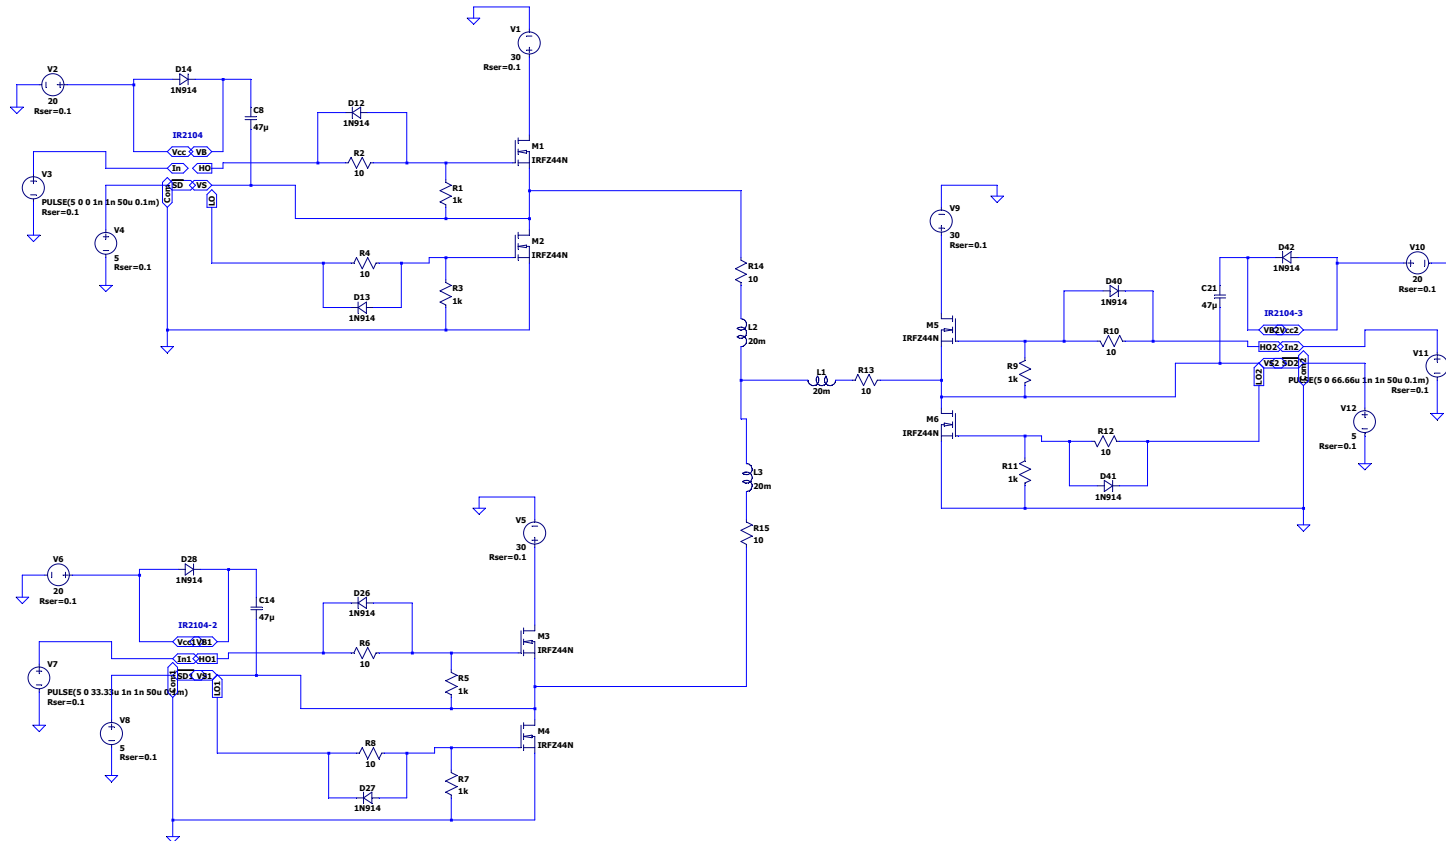 V1
30
Rser=0.1
V2
20
Rser=0.1
D14
1N914
C8
47µ
IR2104
Vcc
VB
In
HO
SD
VS
Com
LO
V3
PULSE(5 0 0 1n 1n 50u 0.1m)
Rser=0.1
V4
5
Rser=0.1
D12
1N914
R2
10
R1
1k
M1
IRFZ44N
M2
IRFZ44N
R4
10
D13
1N914
R3
1k
R14
10
L2
20m
L1
20m
R13
10
L3
20m
R15
10
V9
30
Rser=0.1
M5
IRFZ44N
M6
IRFZ44N
D40
1N914
R10
10
R9
1k
R12
10
R11
1k
D41
1N914
D42
1N914
C21
47µ
V10
20
Rser=0.1
IR2104-3
VB2
Vcc2
HO2
In2
VS2
SD2
Com2
LO2
V11
PULSE(5 0 66.66u 1n 1n 50u 0.1m)
Rser=0.1
V12
5
Rser=0.1
V5
30
Rser=0.1
V6
20
Rser=0.1
D28
1N914
C14
47µ
IR2104-2
Vcc1
VB1
In1
HO1
SD1
VS1
Com1
LO1
V7
PULSE(5 0 33.33u 1n 1n 50u 0.1m)
Rser=0.1
V8
5
Rser=0.1
D26
1N914
R6
10
R5
1k
M3
IRFZ44N
M4
IRFZ44N
R8
10
D27
1N914
R7
1k